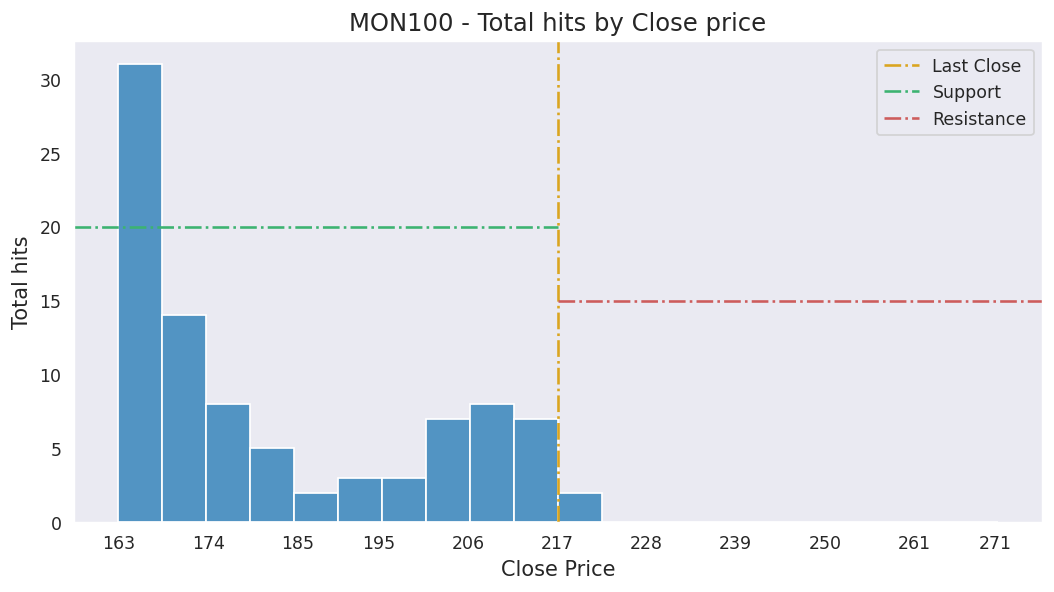 MON100 - Total hits by Close price
Last Close
Support
Resistance
Total hits
30
25
20
15
10
5
0
163 174 185 195 206 217 228 239 250 261 271
Close Price